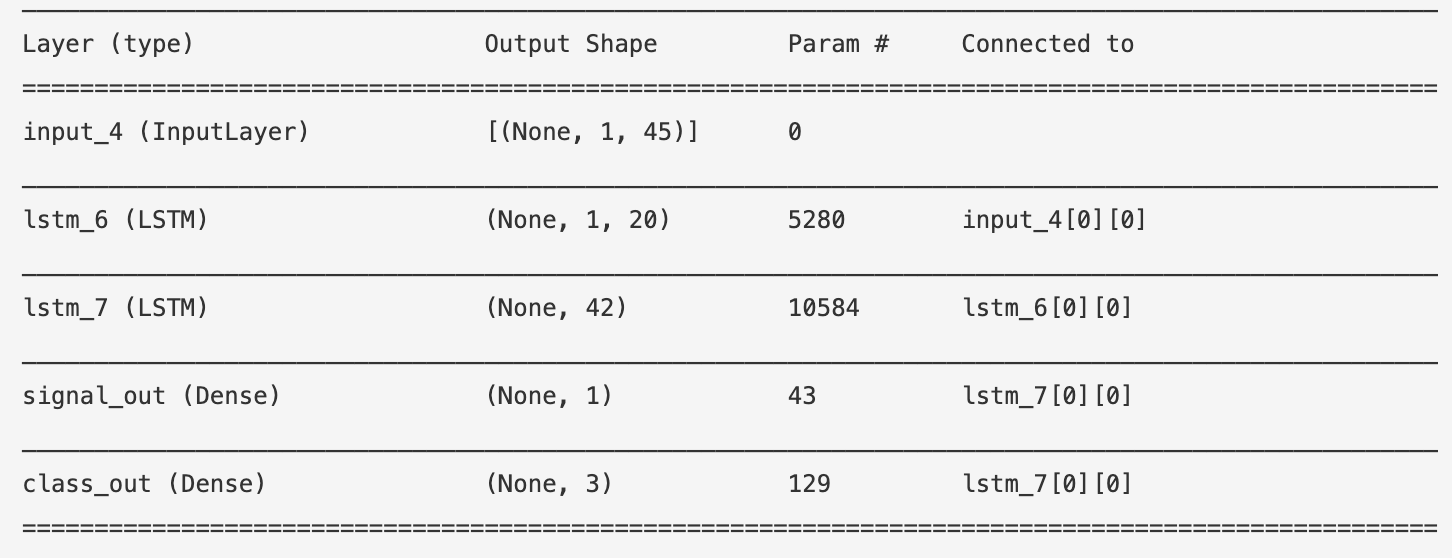 Layer (type) Output Shape Param # Connected to
==================================================================================================
input_4 (InputLayer) [(None, 1, 45)] 0
lstm_6 (LSTM) (None, 1, 20) 5280 input_4[0][0]
lstm_7 (LSTM) (None, 42) 10584 lstm_6[0][0]
signal_out (Dense) (None, 1) 43 lstm_7[0][0]
class_out (Dense) (None, 3) 129 lstm_7[0][0]
==================================================================================================